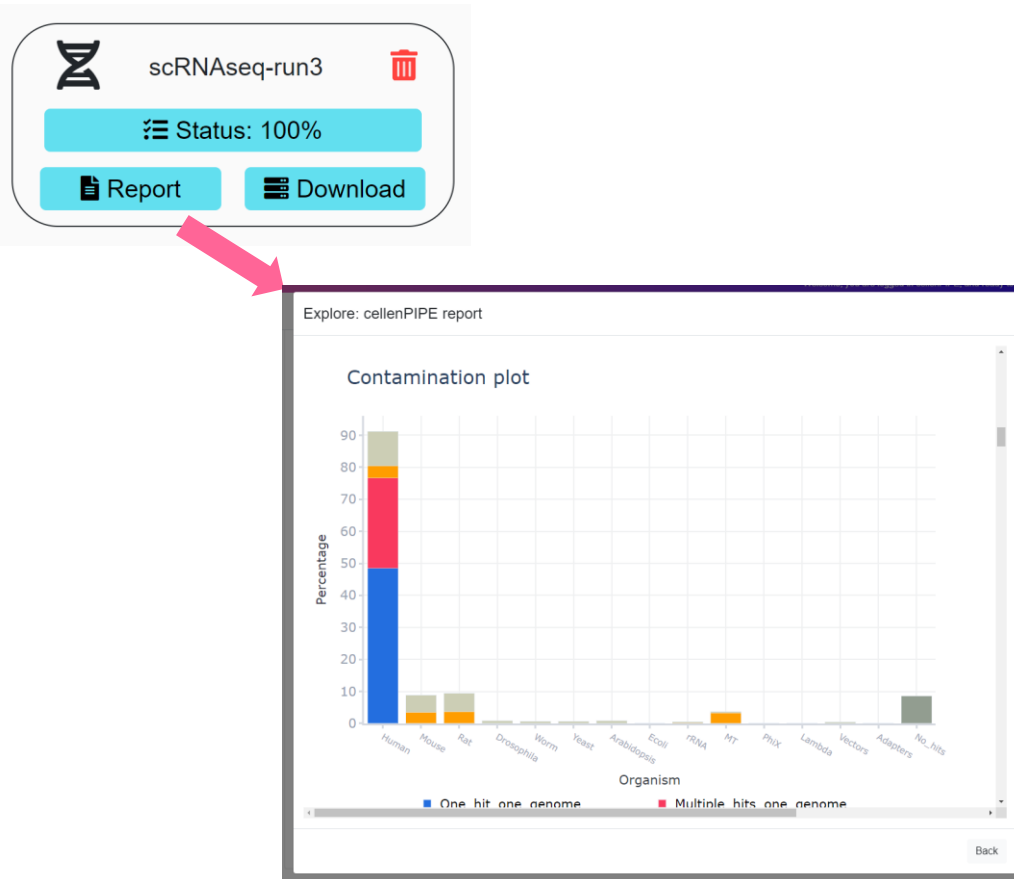 scRNAseq-run3
Status: 100%
Report
Download
Explore: cellenPIPE report
Contamination plot
90
80
70
60
50
40
30
20
10
0
Percentage
Human
Mouse
Rat
Drosophila
Worm
Yeast
Arabidopsis
Ecoli
rRNA
MT
PhiX
Lambda
Vectors
Adapters
No_hits
Organism
One_hit_one_genome
Multiple_hits_one_genome
Back